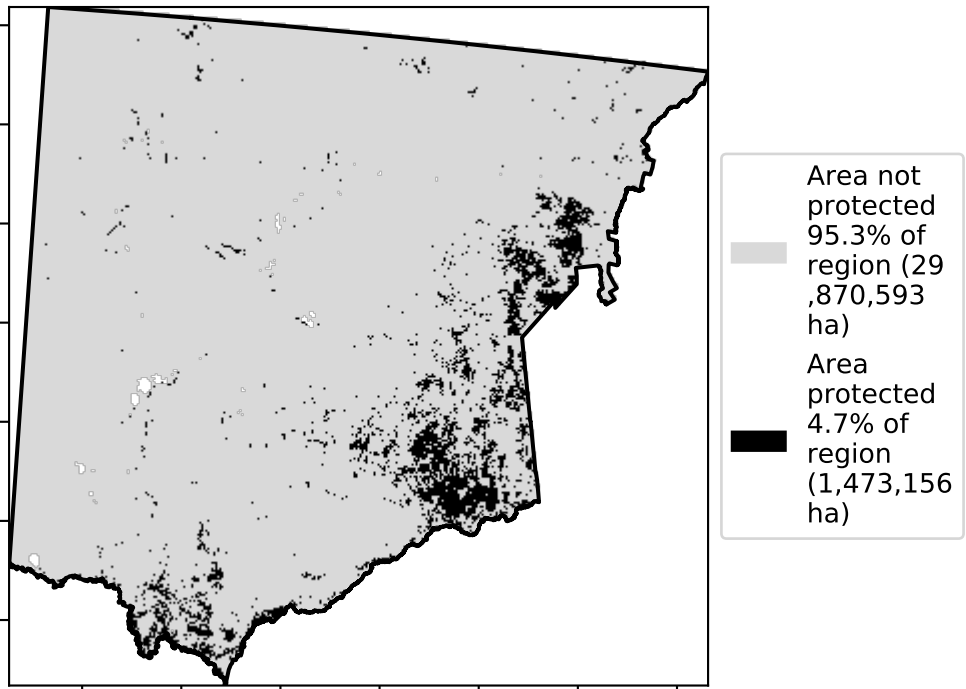 Area not
protected
95.3% of
region (29
,870,593
ha)
Area
protected
4.7% of
region
(1,473,156
ha)